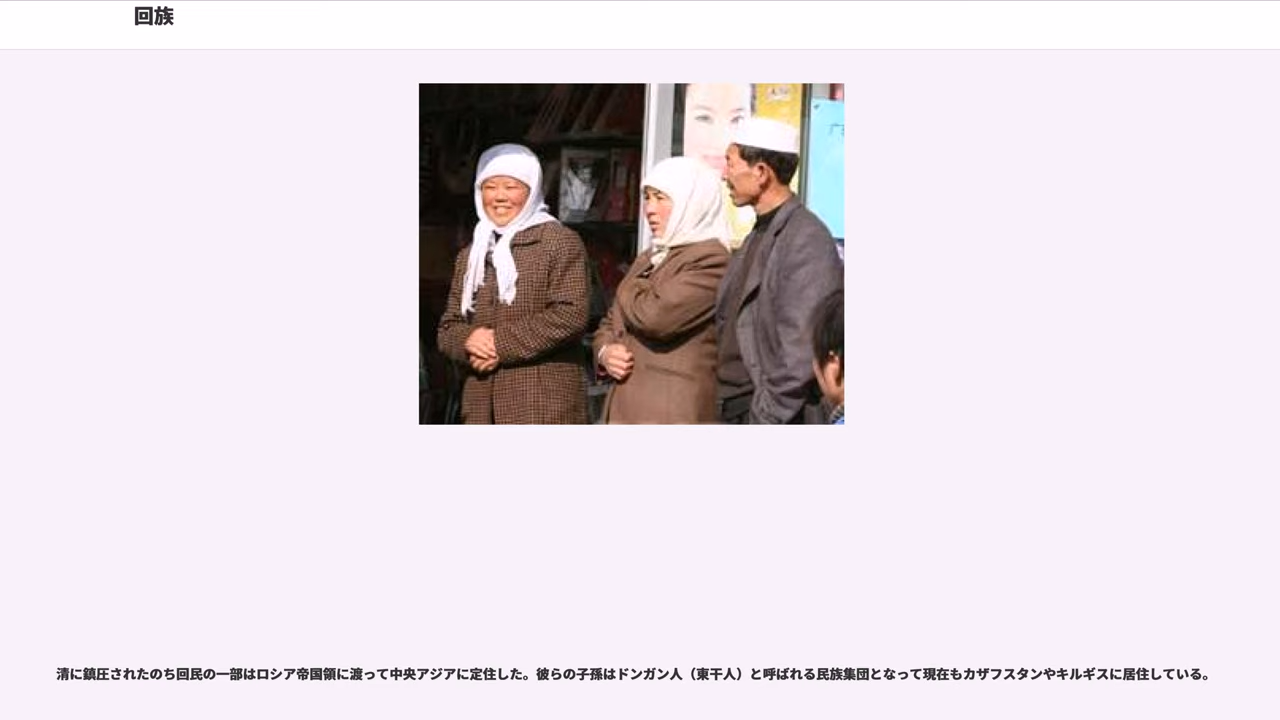 回族
清に鎮圧されたのち回民の一部はロシア帝国領に渡って中央アジアに定住した。彼らの子孫はドンガン人（東干人）と呼ばれる民族集団となって現在もカザフスタンやキルギスに居住している。